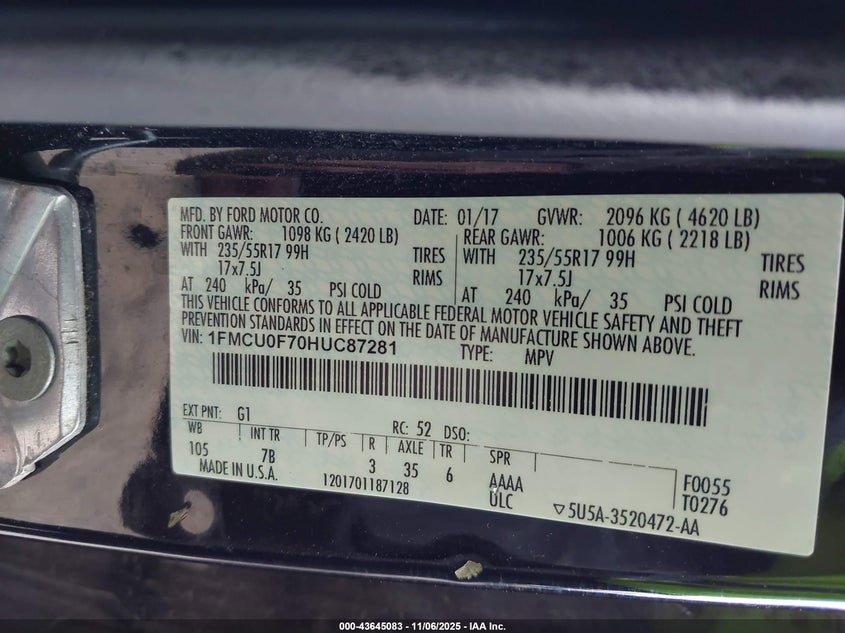 MFD. BY FORD MOTOR CO. DATE: 01/17 GVWR: 2096 KG ( 4620 LB)
FRONT GAWR: 1098 KG ( 2420 LB) REAR GAWR: 1006 KG ( 2218 LB)
WITH 235/55R17 99H TIRES WITH 235/55R17 99H TIRES
17x7.5J RIMS 17x7.5J RIMS
AT 240 kPa/ 35 PSI COLD AT 240 kPa/ 35 PSI COLD
THIS VEHICLE CONFORMS TO ALL APPLICABLE FEDERAL MOTOR VEHICLE SAFETY AND THEFT
PREVENTION STANDARDS IN EFFECT ON THE DATE OF MANUFACTURE SHOWN ABOVE.
VIN: 1FMCU0F70HUC87281 TYPE: MPV
EXT PNT: G1 RC: 52 DSO:
WB INT TR TP/PS R AXLE TR SPR
105 7B 3 35 6 AAAA F0055
MADE IN U.S.A. 1201701187128 ULC ▽5U5A-3520472-AA T0276
000-43645083 - 11/06/2025 - IAA Inc.